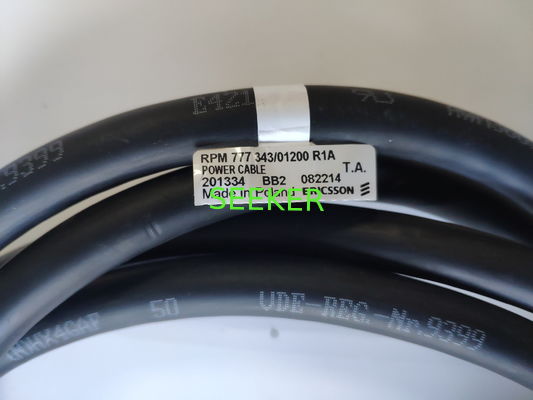 E421
RPM 777 343/01200 R1A
POWER CABLE T.A.
201334 BB2 082214
Made in Poland ERICSSON
SEEKER
9399
50 VDE-REG.-Nr.9399